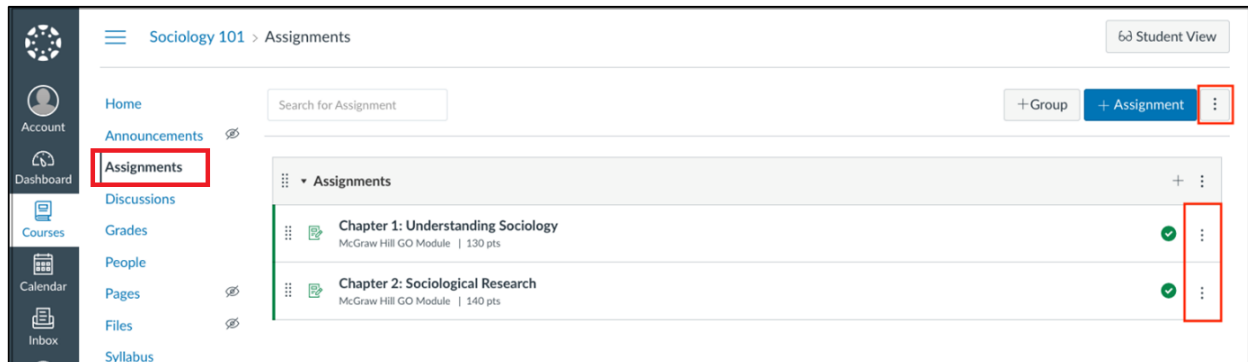 Sociology 101 > Assignments
Student View
Account
Dashboard
Courses
Calendar
Inbox
Home
Announcements
Assignments
Discussions
Grades
People
Pages
Files
Syllabus
Search for Assignment
+Group
+ Assignment
Assignments
Chapter 1: Understanding Sociology
McGraw Hill GO Module | 130 pts
Chapter 2: Sociological Research
McGraw Hill GO Module | 140 pts